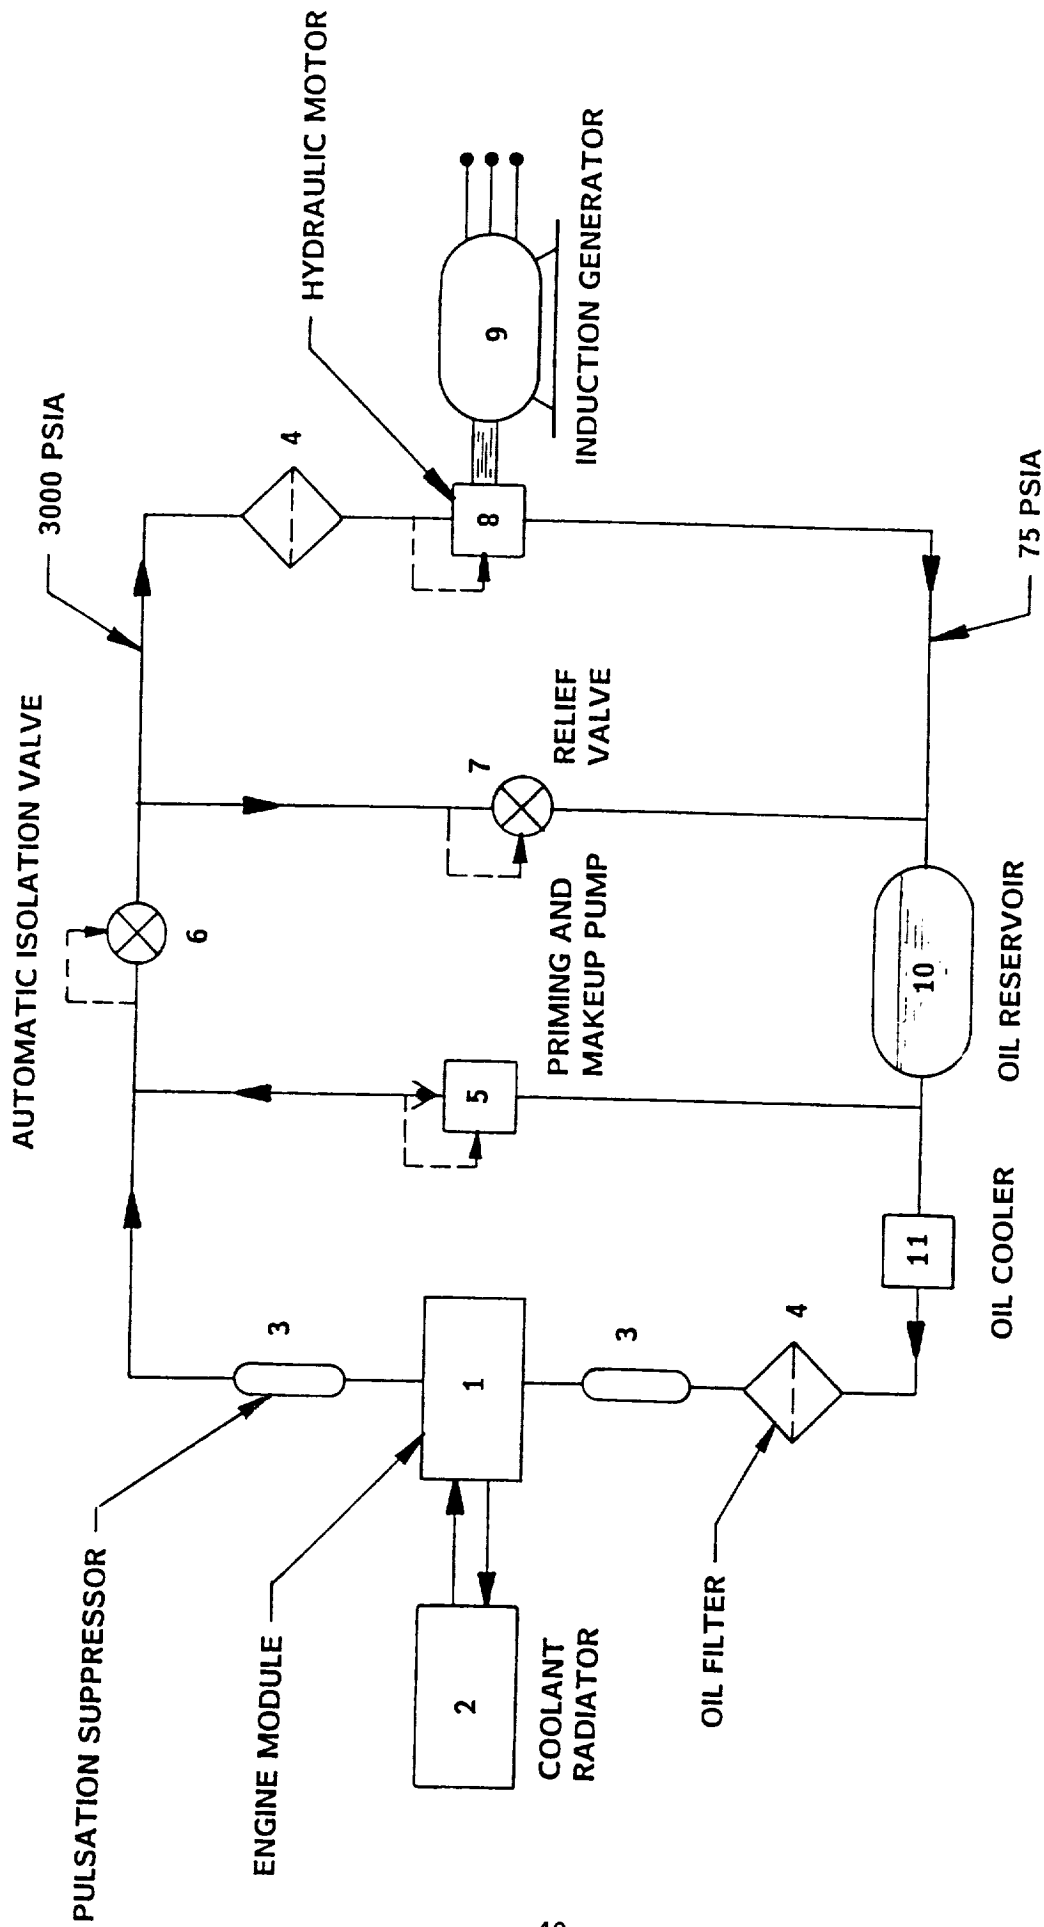 AUTOMATIC ISOLATION VALVE
3000 PSIA
PULSATION SUPPRESSOR
6
3
4
ENGINE MODULE
HYDRAULIC MOTOR
2
1
5
7
8
9
COOLANT
RADIATOR
PRIMING AND
MAKEUP PUMP
RELIEF
VALVE
INDUCTION GENERATOR
3
OIL FILTER
4
11
10
OIL COOLER
OIL RESERVOIR
75 PSIA